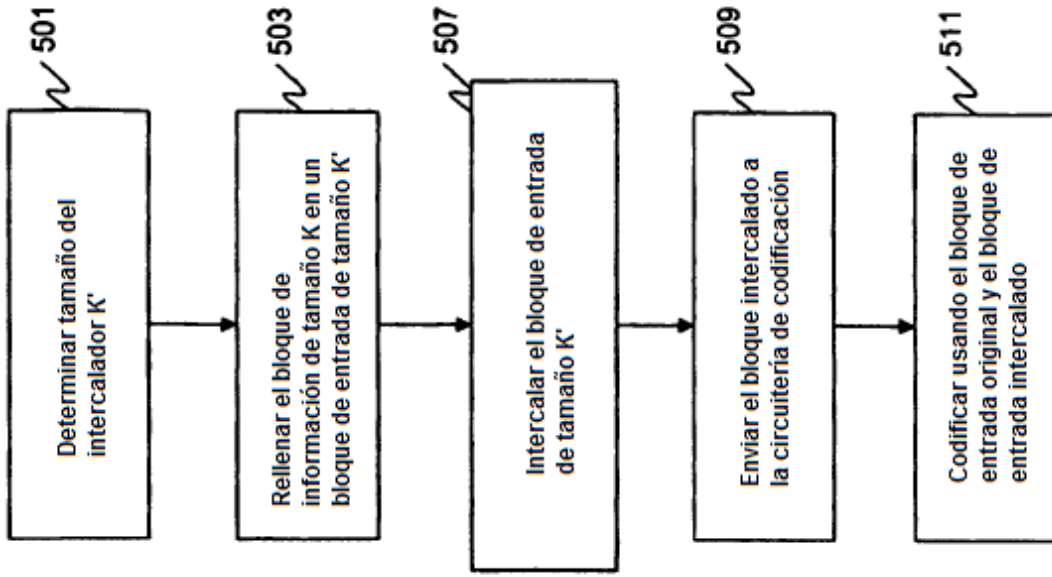 501
Determinar tamaño del
intercalador K'
503
Rellenar el bloque de
información de tamaño K en un
bloque de entrada de tamaño K'
507
Intercalar el bloque de entrada
de tamaño K'
509
Enviar el bloque intercalado a
la circuitería de codificación
511
Codificar usando el bloque de
entrada original y el bloque de
entrada intercalado